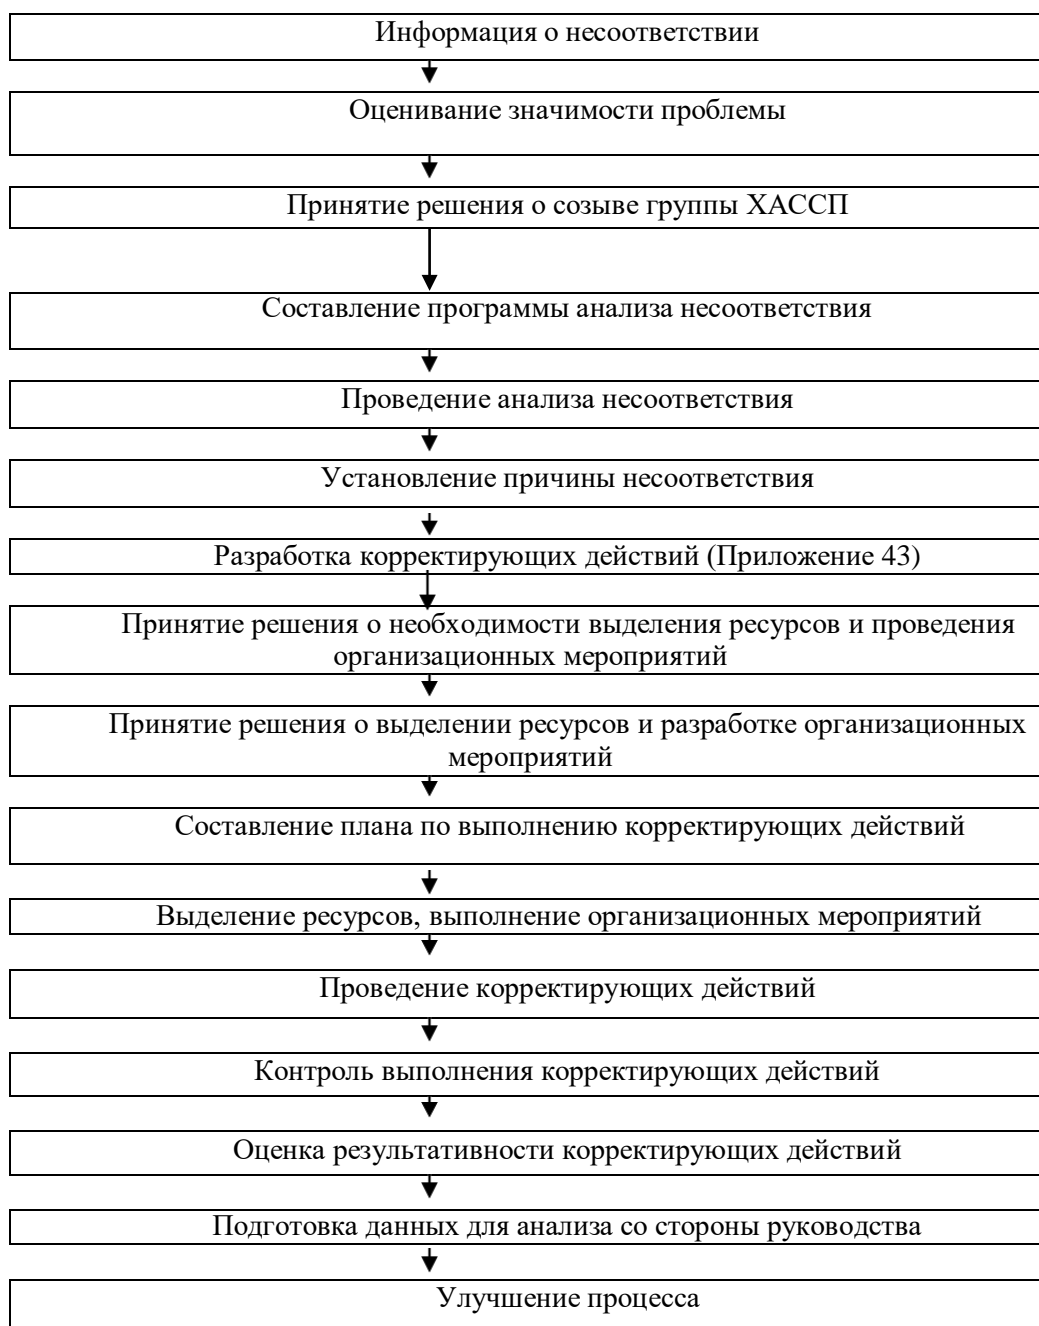 Информация о несоответствии
Оценивание значимости проблемы
Принятие решения о созыве группы ХАССП
Составление программы анализа несоответствия
Проведение анализа несоответствия
Установление причины несоответствия
Разработка корректирующих действий (Приложение 43)
Принятие решения о необходимости выделения ресурсов и проведения
организационных мероприятий
Принятие решения о выделении ресурсов и разработке организационных
мероприятий
Составление плана по выполнению корректирующих действий
Выделение ресурсов, выполнение организационных мероприятий
Проведение корректирующих действий
Контроль выполнения корректирующих действий
Оценка результативности корректирующих действий
Подготовка данных для анализа со стороны руководства
Улучшение процесса